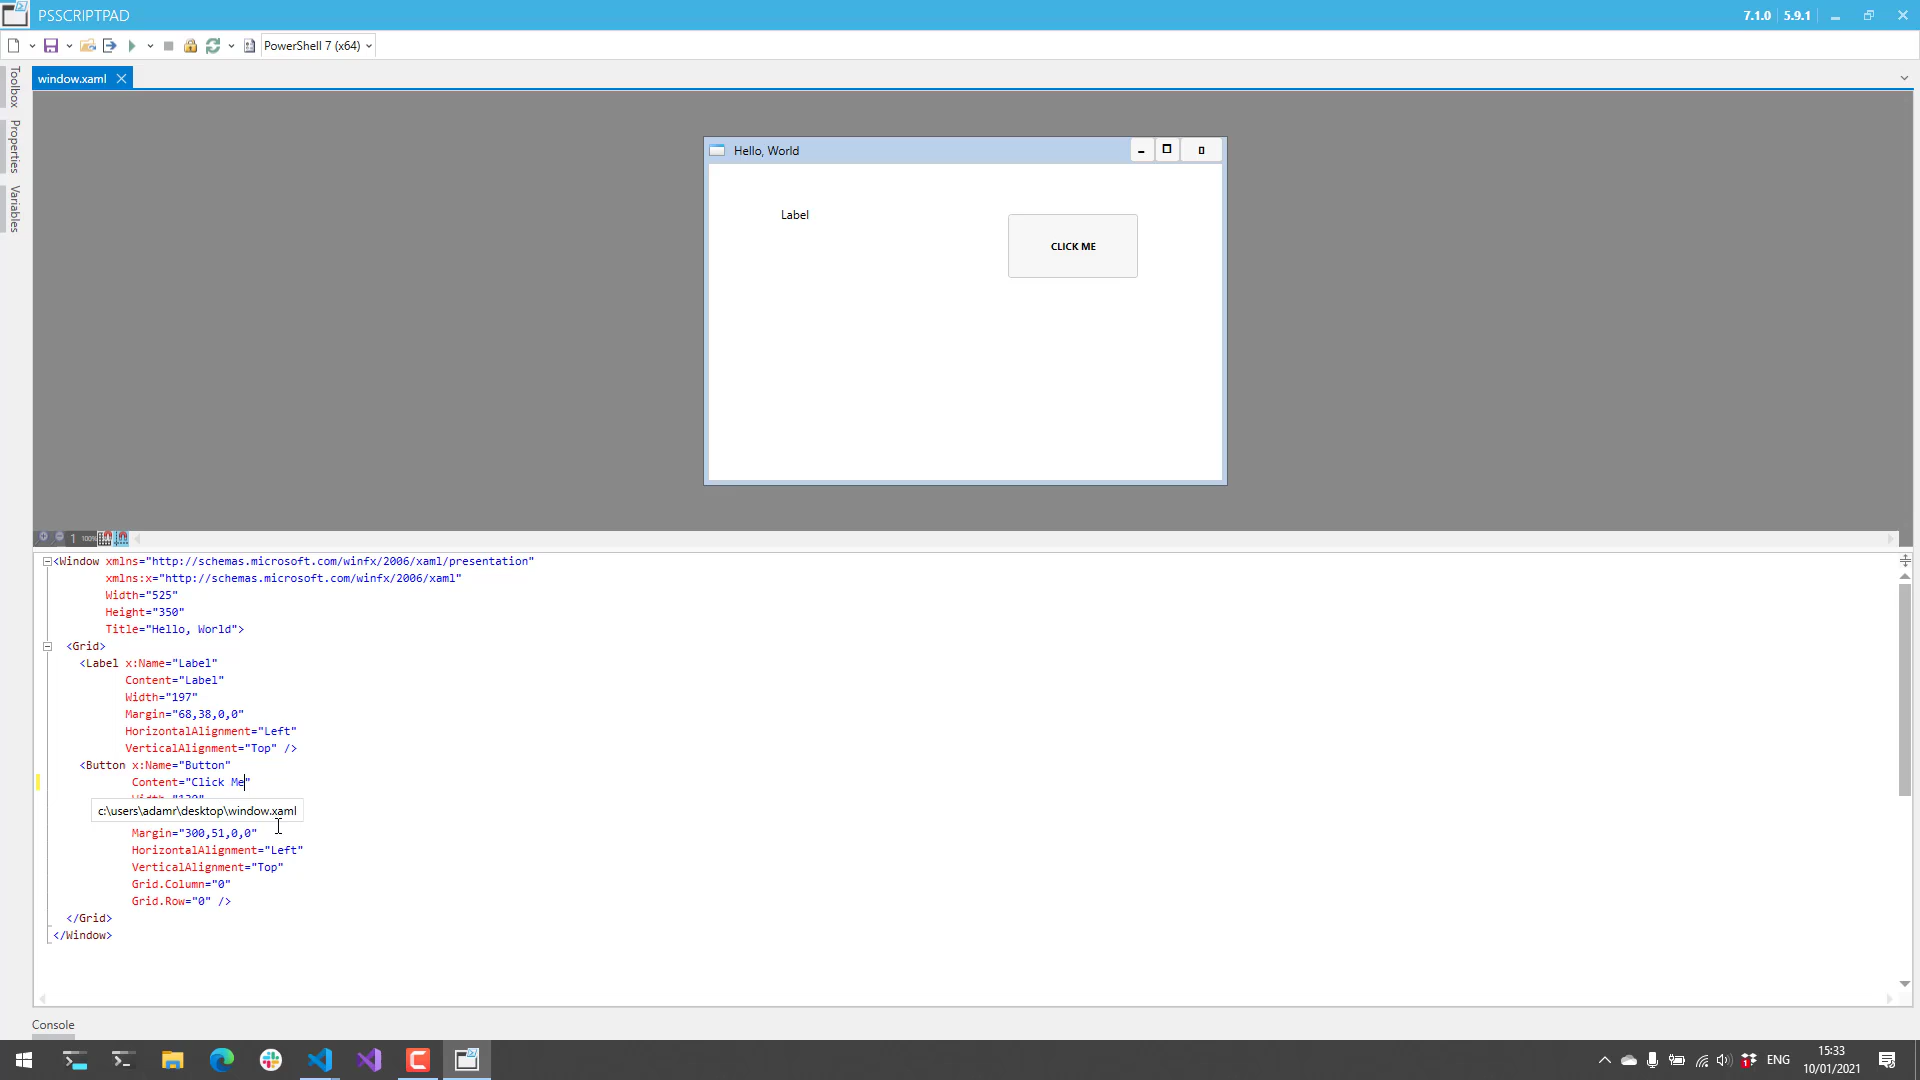 PSSCRIPTPAD
7.1.0 5.9.1
PowerShell 7 (x64)
Toolbox
Properties
Variables
window.xaml
Hello, World
Label
CLICK ME
1 100%
<Window xmlns="http://schemas.microsoft.com/winfx/2006/xaml/presentation"
xmlns:x="http://schemas.microsoft.com/winfx/2006/xaml"
Width="525"
Height="350"
Title="Hello, World">
<Grid>
<Label x:Name="Label"
Content="Label"
Width="197"
Margin="68,38,0,0"
HorizontalAlignment="Left"
VerticalAlignment="Top" />
<Button x:Name="Button"
Content="Click Me"
c:\users\adamr\desktop\window.xaml
Margin="300,51,0,0"
HorizontalAlignment="Left"
VerticalAlignment="Top"
Grid.Column="0"
Grid.Row="0" />
</Grid>
</Window>
Console
ENG
15:33
10/01/2021